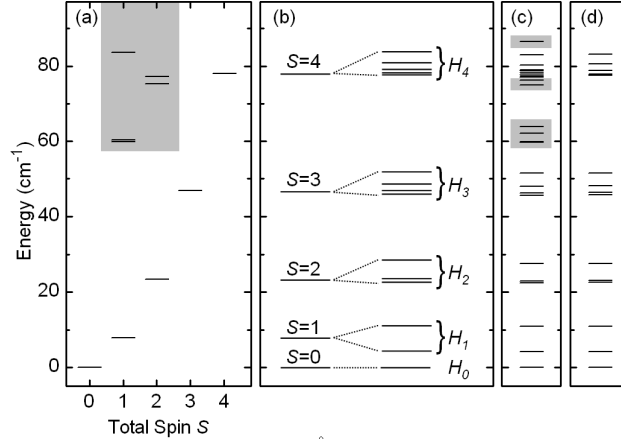 (a)
(b)
(c)
(d)
Energy (cm⁻¹)
80
60
40
20
0
0 1 2 3 4
Total Spin S
S=4
H₄
S=3
H₃
S=2
H₂
S=1
H₁
S=0
H₀